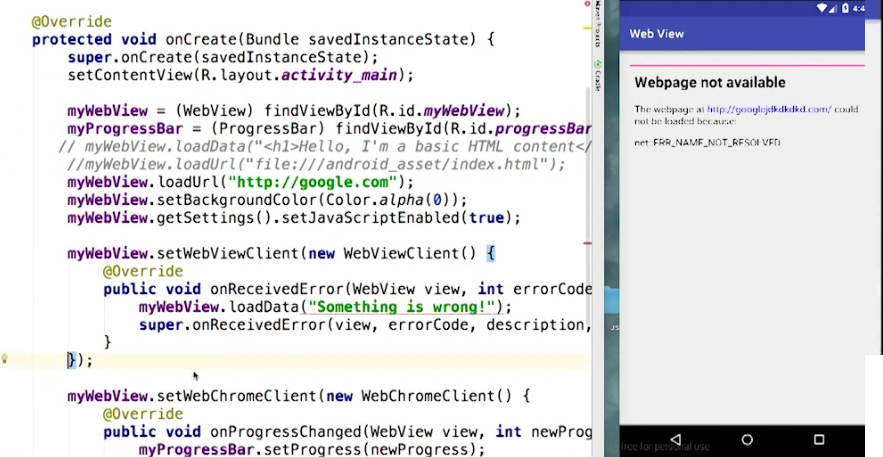 @Override
protected void onCreate(Bundle savedInstanceState) {
super.onCreate(savedInstanceState);
setContentView(R.layout.activity_main);
myWebView = (WebView) findViewById(R.id.myWebView);
myProgressBar = (ProgressBar) findViewById(R.id.progressBar
// myWebView.loadData("<h1>Hello, I'm a basic HTML content</
//myWebView.loadUrl("file:///android_asset/index.html");
myWebView.loadUrl("http://google.com");
myWebView.setBackgroundColor(Color.alpha(0));
myWebView.getSettings().setJavaScriptEnabled(true);
myWebView.setWebViewClient(new WebViewClient() {
@Override
public void onReceivedError(WebView view, int errorCode
myWebView.loadData("Something is wrong!");
super.onReceivedError(view, errorCode, description,
}
});
myWebView.setWebChromeClient(new WebChromeClient() {
@Override
public void onProgressChanged(WebView view, int newProg
myProgressBar.setProgress(newProgress);
Maven Projects
Gradle
JS
4:4
Web View
Webpage not available
The webpage at http://googlejdkdkdkd.com/ could
not be loaded because:
net::ERR_NAME_NOT_RESOLVED
free for personal use